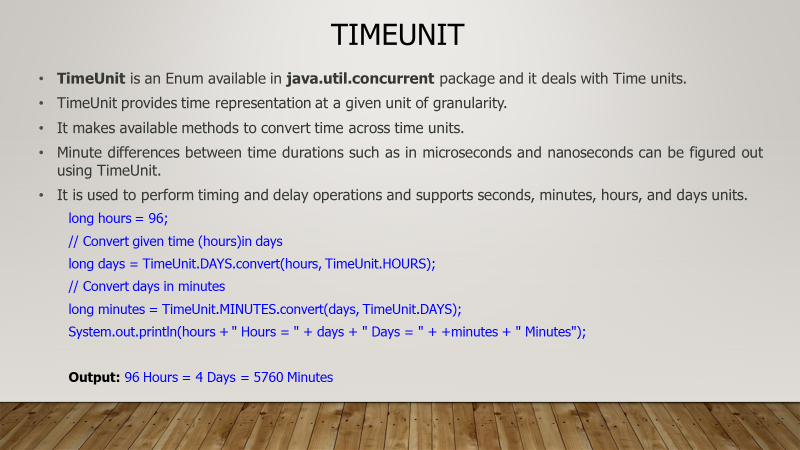 TIMEUNIT
• TimeUnit is an Enum available in java.util.concurrent package and it deals with Time units.
• TimeUnit provides time representation at a given unit of granularity.
• It makes available methods to convert time across time units.
• Minute differences between time durations such as in microseconds and nanoseconds can be figured out
using TimeUnit.
• It is used to perform timing and delay operations and supports seconds, minutes, hours, and days units.
long hours = 96;
// Convert given time (hours)in days
long days = TimeUnit.DAYS.convert(hours, TimeUnit.HOURS);
// Convert days in minutes
long minutes = TimeUnit.MINUTES.convert(days, TimeUnit.DAYS);
System.out.println(hours + " Hours = " + days + " Days = " + +minutes + " Minutes");
Output: 96 Hours = 4 Days = 5760 Minutes